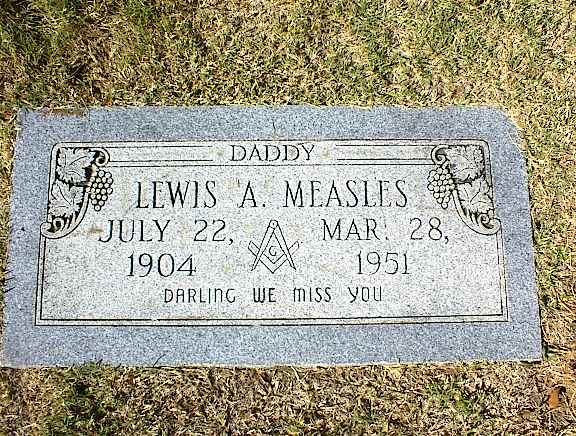 DADDY
LEWIS A. MEASLES
JULY 22, 1904
G
MAR. 28, 1951
DARLING WE MISS YOU